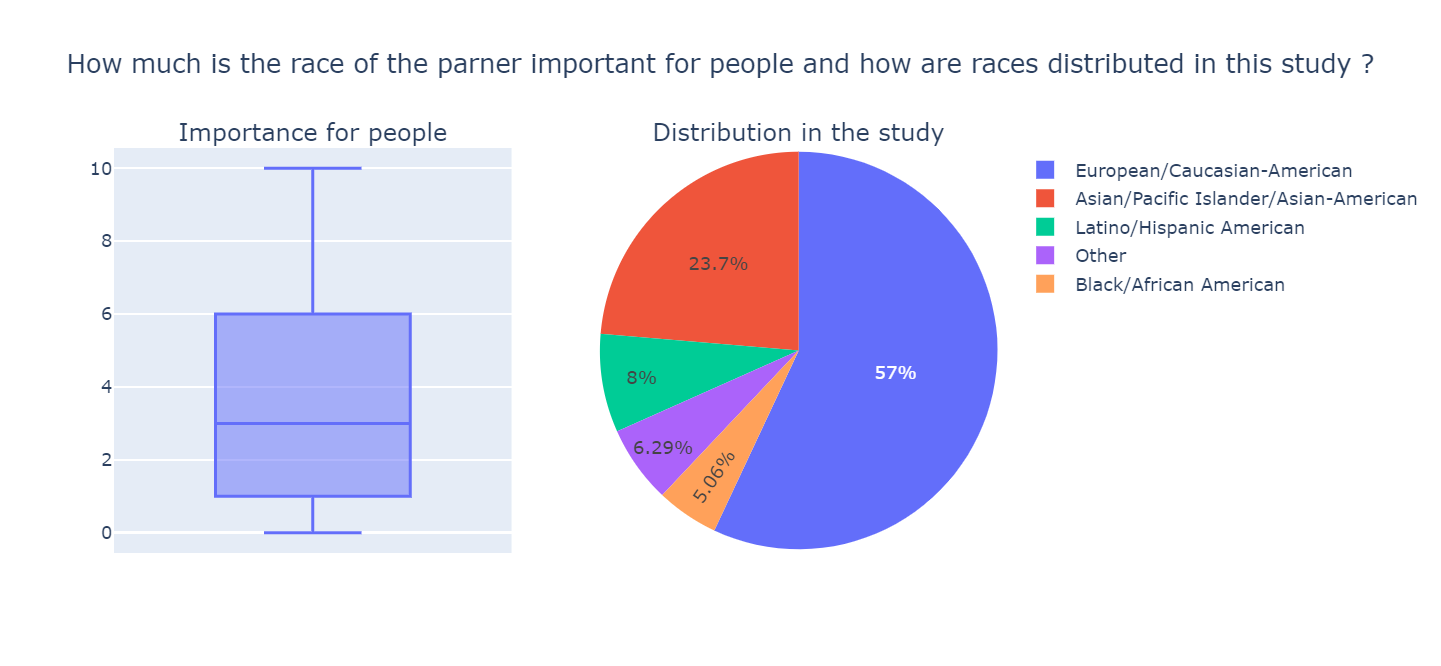 How much is the race of the parner important for people and how are races distributed in this study ?
Importance for people
10
8
6
4
2
0
Distribution in the study
57%
23.7%
8%
6.29%
5.06%
European/Caucasian-American
Asian/Pacific Islander/Asian-American
Latino/Hispanic American
Other
Black/African American